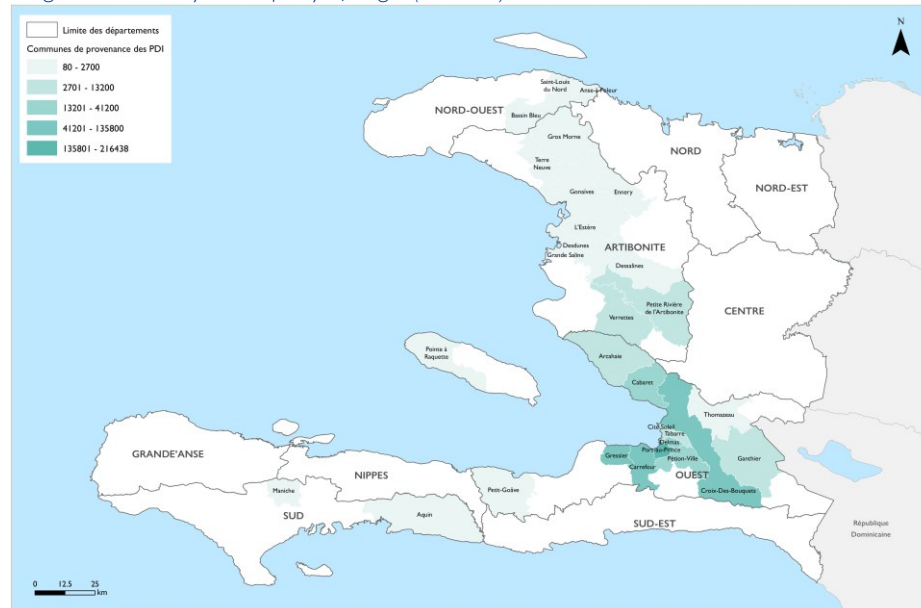 N
Limite des départements
Communes de provenance des PDI
80 - 2700
2701 - 13200
13201 - 41200
41201 - 135800
135801 - 216438
Saint-Louis
du Nord
Anse-à-Foleur
NORD-OUEST
Bassin Bleu
Gros Morne
NORD
Terre
Neuve
NORD-EST
Gonaives
Ennery
L'Estère
ARTIBONITE
Desdunes
Grande Saline
Dessalines
Petite Rivière
de l'Artibonite
Verrettes
CENTRE
Pointe à
Raquette
Arcahaie
Cabaret
Thomazeau
Cité Soleil
Tabarre
Delmas
Port-au-Prince
Gressier
Pétion-Ville
Ganthier
Carrefour
OUEST
GRANDE'ANSE
NIPPES
Petit-Goâve
Croix-Des-Bouquets
Maniche
SUD
Aquin
SUD-EST
République
Dominicaine
0 12.5 25
km